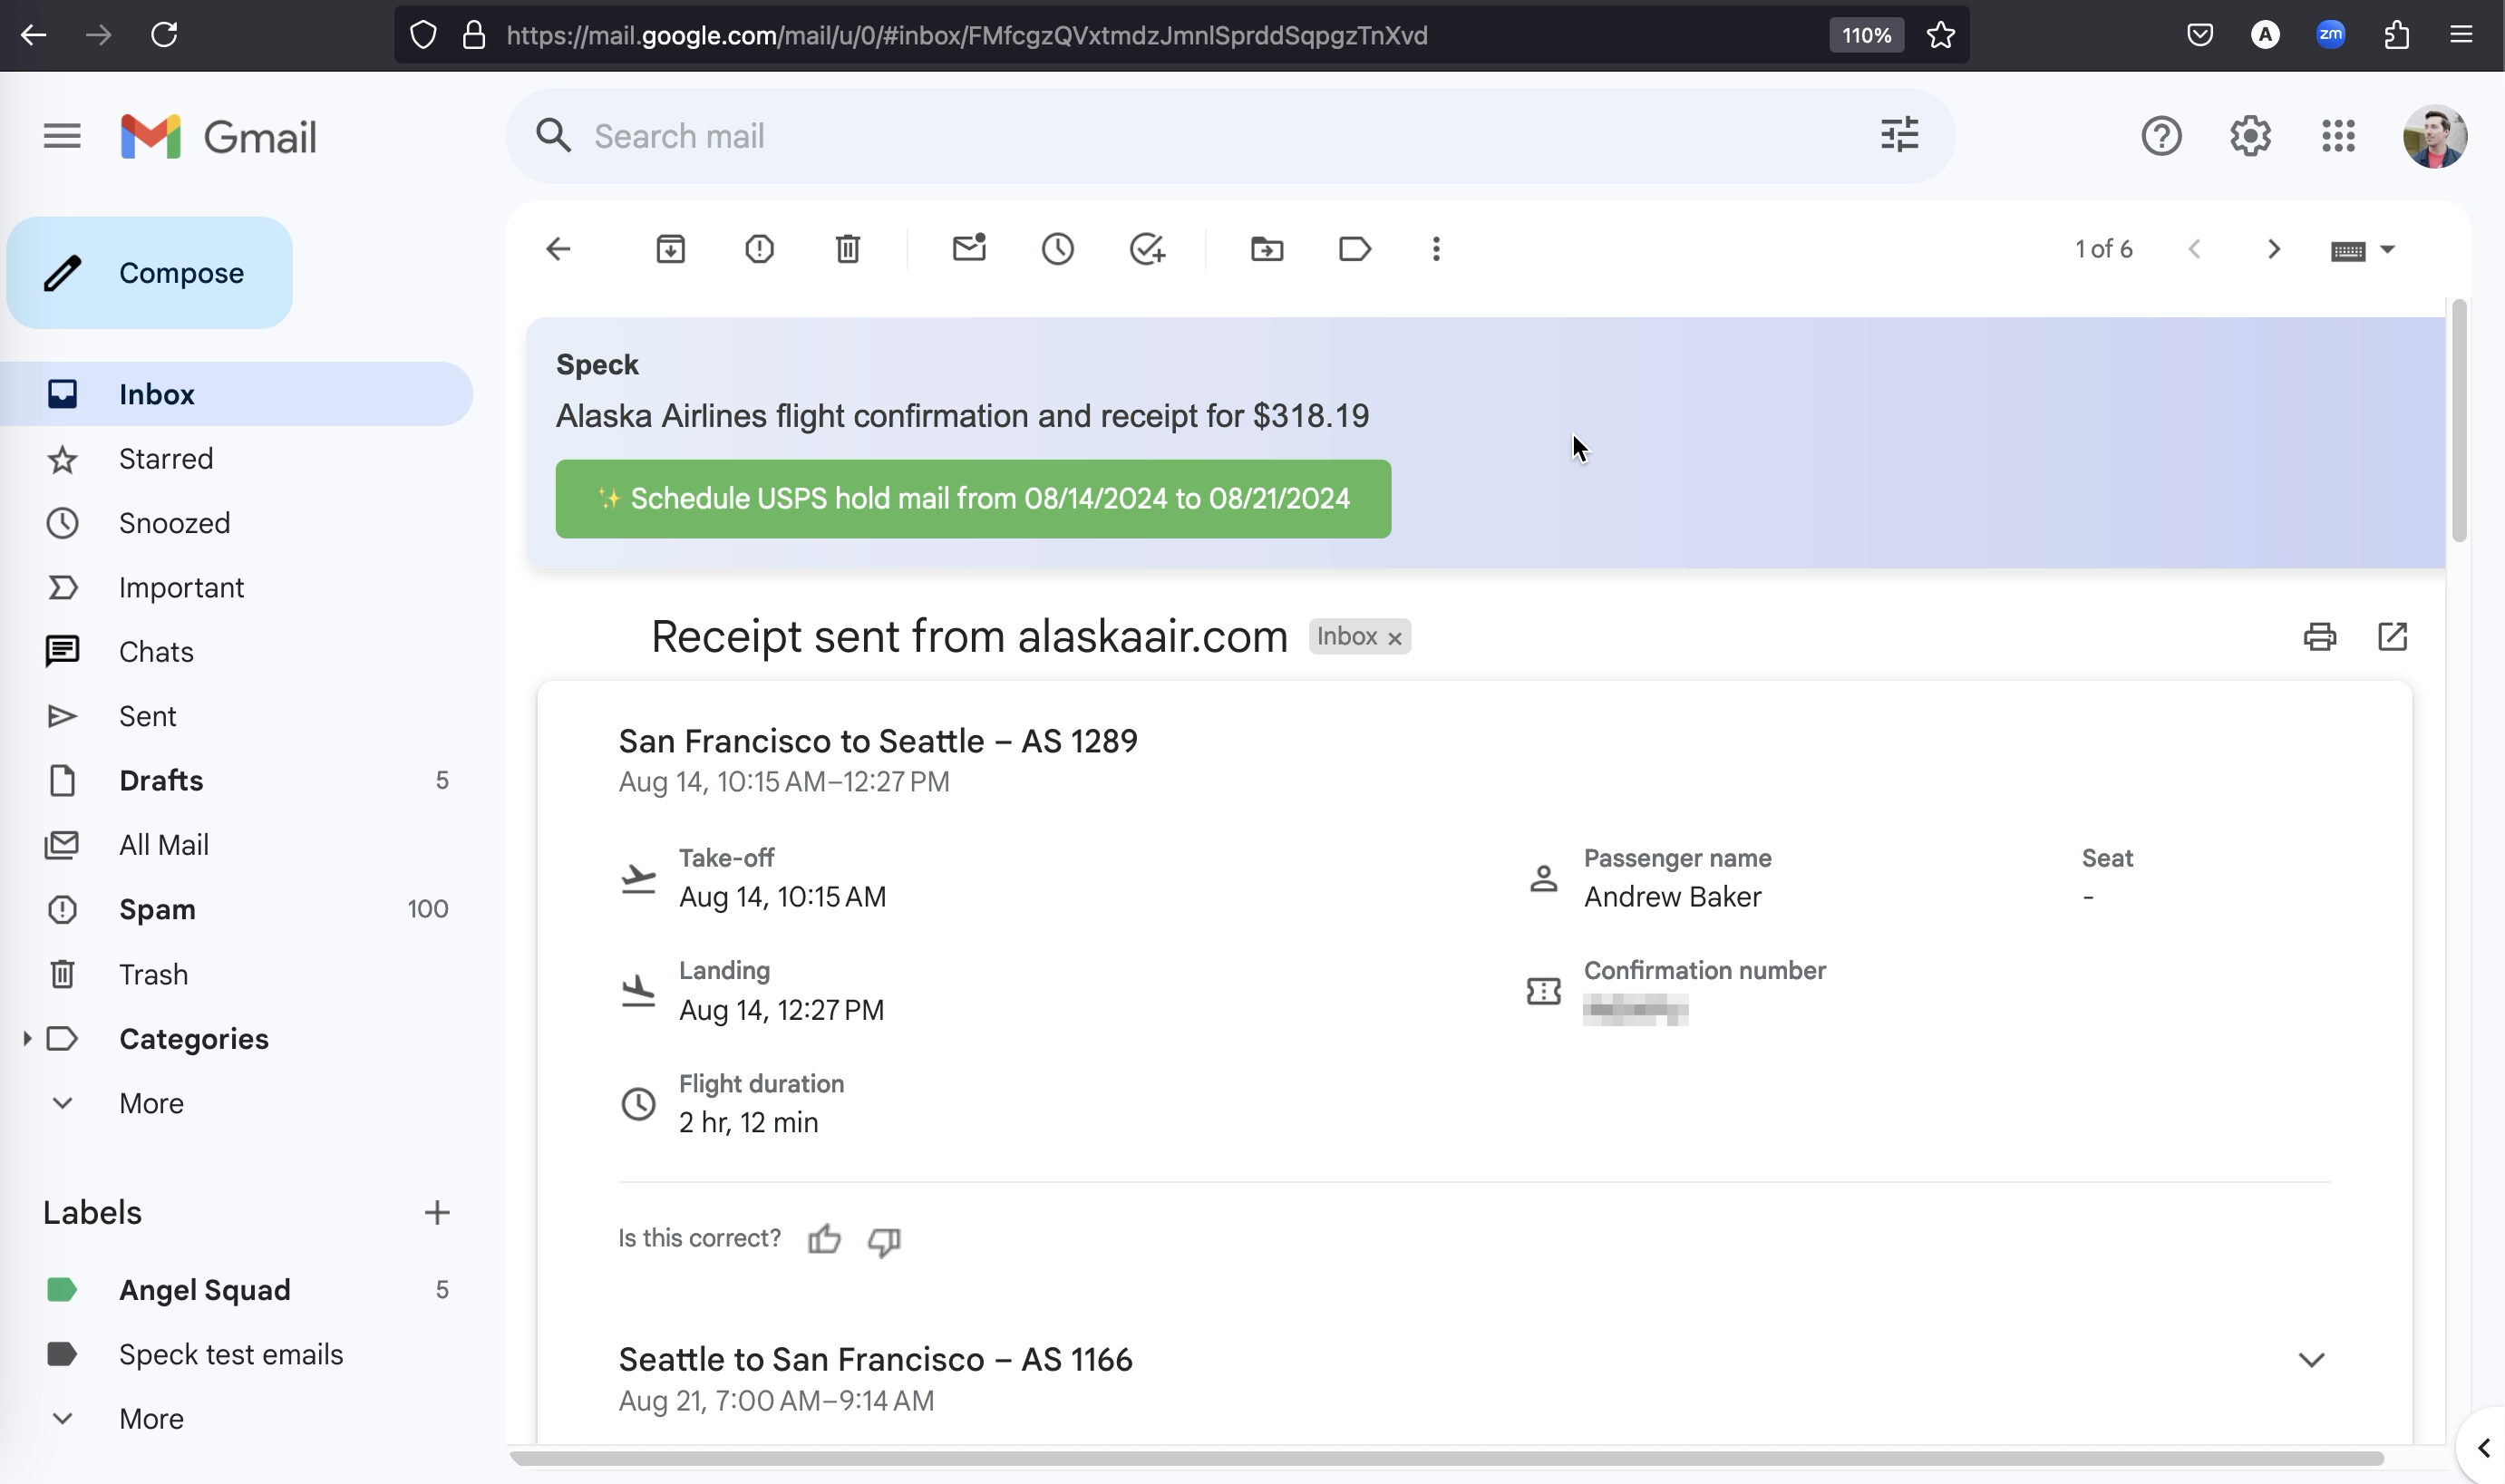 https://mail.google.com/mail/u/0/#inbox/FMfcgzQVxtmdzJmnlSprddSqpgzTnXvd
110%
A
zm
Gmail
Search mail
Compose
1 of 6
Inbox
Starred
Snoozed
Important
Chats
Sent
Drafts 5
All Mail
Spam 100
Trash
Categories
More
Labels
Angel Squad 5
Speck test emails
More
Speck
Alaska Airlines flight confirmation and receipt for $318.19
✨ Schedule USPS hold mail from 08/14/2024 to 08/21/2024
Receipt sent from alaskaair.com Inbox x
San Francisco to Seattle – AS 1289
Aug 14, 10:15 AM–12:27 PM
Take-off
Aug 14, 10:15 AM
Passenger name
Andrew Baker
Seat
-
Landing
Aug 14, 12:27 PM
Confirmation number
Flight duration
2 hr, 12 min
Is this correct?
Seattle to San Francisco – AS 1166
Aug 21, 7:00 AM–9:14 AM